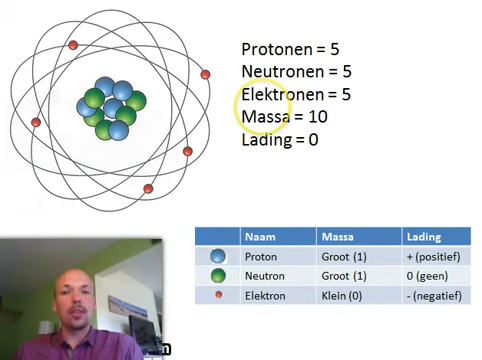 Protonen = 5
Neutronen = 5
Elektronen = 5
Massa = 10
Lading = 0
Naam Massa Lading
Proton Groot (1) + (positief)
Neutron Groot (1) 0 (geen)
Elektron Klein (0) - (negatief)